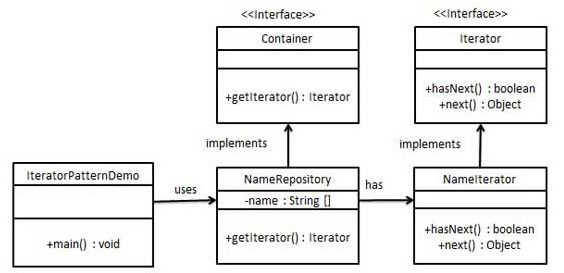 <<Interface>>
Container
+getIterator() : Iterator
<<Interface>>
Iterator
+hasNext() : boolean
+next() : Object
implements
implements
IteratorPatternDemo
+main() : void
uses
NameRepository
-name : String []
+getIterator() : Iterator
has
NameIterator
+hasNext() : boolean
+next() : Object